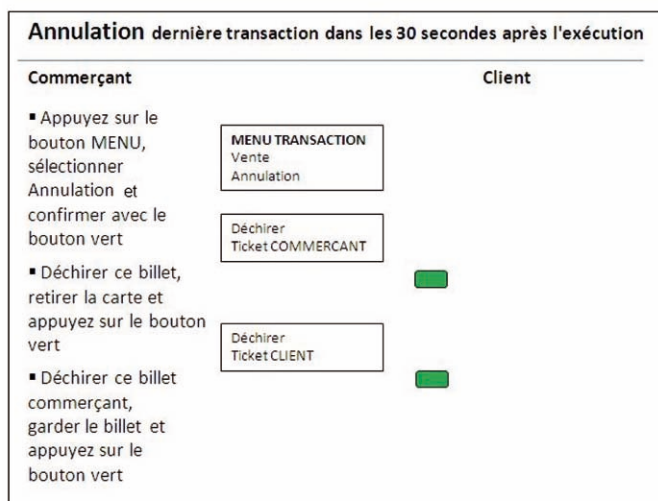 Annulation dernière transaction dans les 30 secondes après l'exécution
Commerçant
Client
▪ Appuyez sur le
bouton MENU,
sélectionner
Annulation et
confirmer avec le
bouton vert
MENU TRANSACTION
Vente
Annulation
Déchirer
Ticket COMMERCANT
▪ Déchirer ce billet,
retirer la carte et
appuyez sur le bouton
vert
Déchirer
Ticket CLIENT
▪ Déchirer ce billet
commerçant,
garder le billet et
appuyez sur le
bouton vert